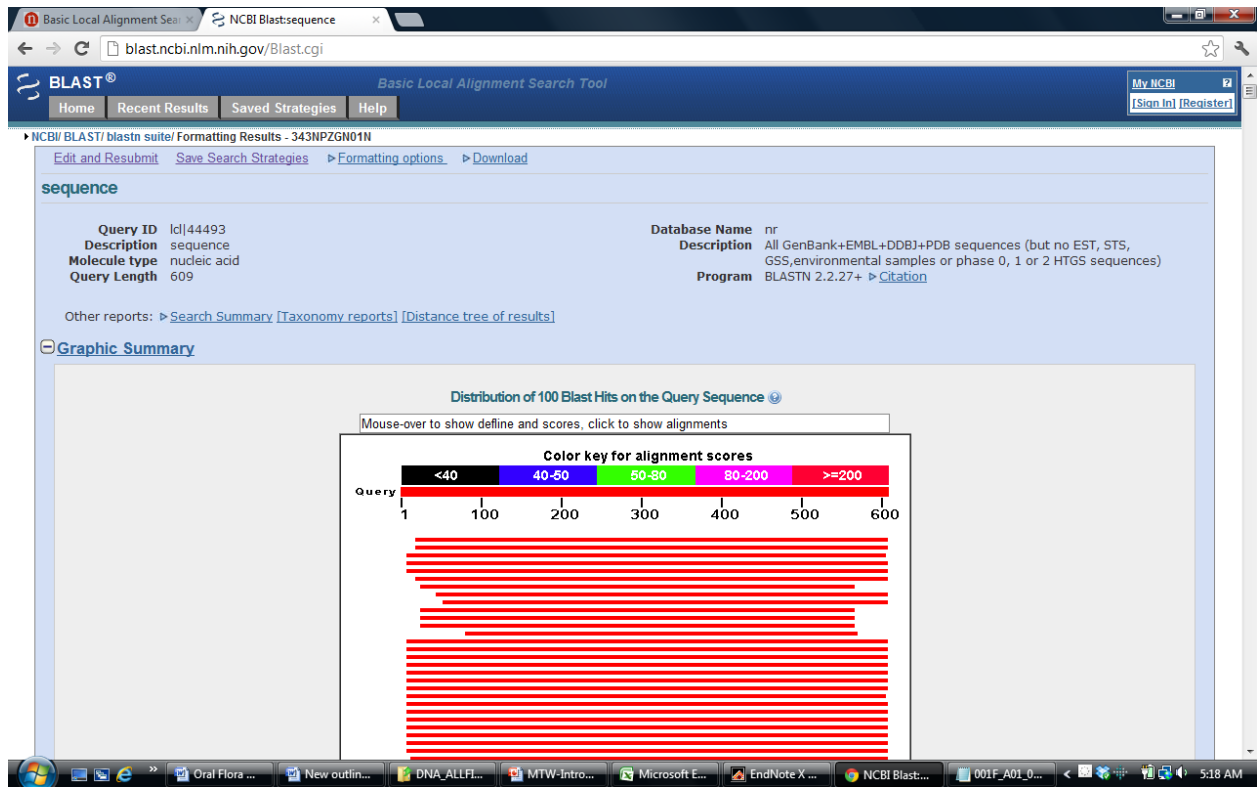 Basic Local Alignment Sea
NCBI Blast:sequence
blast.ncbi.nlm.nih.gov/Blast.cgi
BLAST®
Basic Local Alignment Search Tool
My NCBI
[Sign In] [Register]
Home Recent Results Saved Strategies Help
NCBI/ BLAST/ blastn suite/ Formatting Results - 343NPZGN01N
Edit and Resubmit Save Search Strategies Formatting options Download
sequence
Query ID lcl|44493
Description sequence
Molecule type nucleic acid
Query Length 609
Database Name nr
Description All GenBank+EMBL+DDBJ+PDB sequences (but no EST, STS,
GSS,environmental samples or phase 0, 1 or 2 HTGS sequences)
Program BLASTN 2.2.27+ Citation
Other reports: Search Summary [Taxonomy reports] [Distance tree of results]
Graphic Summary
Distribution of 100 Blast Hits on the Query Sequence
Mouse-over to show defline and scores, click to show alignments
Color key for alignment scores
<40 40-50 50-80 80-200 >=200
Query
1 100 200 300 400 500 600
Oral Flora ... New outlin... DNA_ALLFI... MTW-Intro... Microsoft E... EndNote X ... NCBI Blast:... 001F_A01_0... 5:18 AM